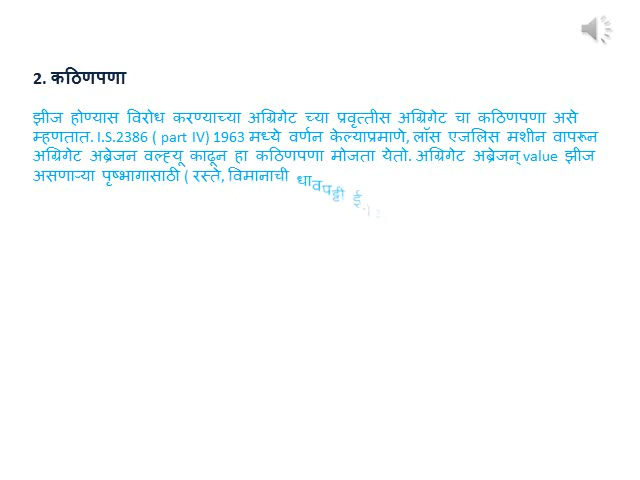 2. कठिणपणा
झीज होण्यास विरोध करण्याच्या अग्रिगेट च्या प्रवृत्तीस अग्रिगेट चा कठिणपणा असे
म्हणतात. I.S.2386 ( part IV) 1963 मध्ये वर्णन केल्याप्रमाणे, लॉस एजलिस मशीन वापरून
अग्रिगेट अब्रेजन वल्ह्यू काढून हा कठिणपणा मोजता येतो. अग्रिगेट अब्रेजन् value झीज
असणाऱ्या पृष्भागासाठी ( रस्ते, विमानाची धावपट्टी ई.